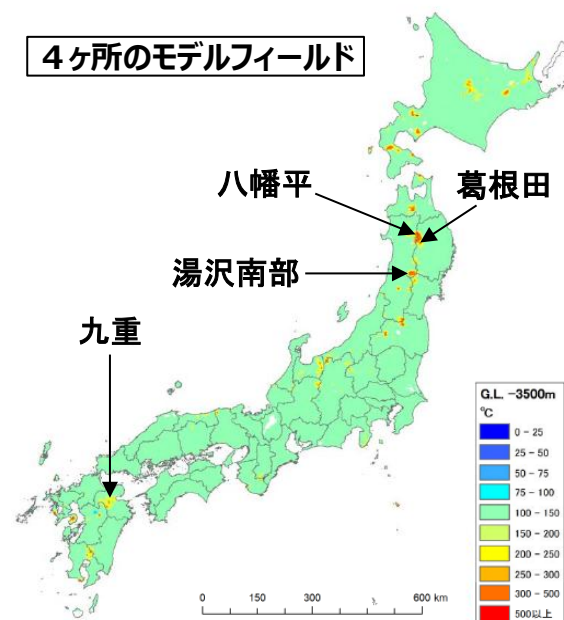 ４ヶ所のモデルフィールド
八幡平
葛根田
湯沢南部
九重
G.L. -3500m
℃
0 - 25
25 - 50
50 - 75
75 - 100
100 - 150
150 - 200
200 - 250
250 - 300
300 - 500
500以上
0 150 300 600 km